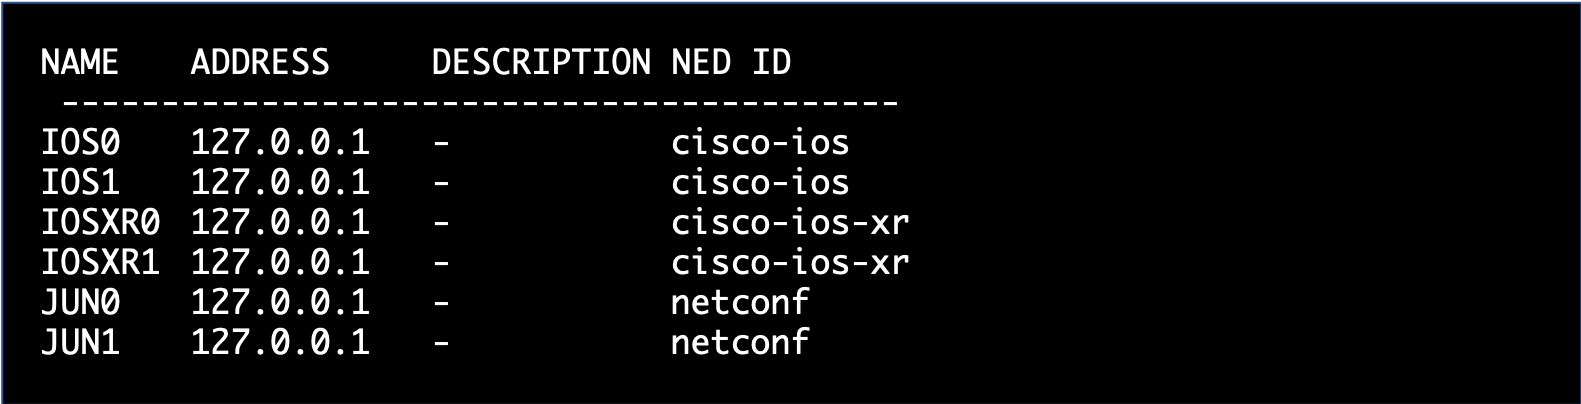 NAME ADDRESS DESCRIPTION NED ID
------------------------------------------
IOS0 127.0.0.1 - cisco-ios
IOS1 127.0.0.1 - cisco-ios
IOSXR0 127.0.0.1 - cisco-ios-xr
IOSXR1 127.0.0.1 - cisco-ios-xr
JUN0 127.0.0.1 - netconf
JUN1 127.0.0.1 - netconf